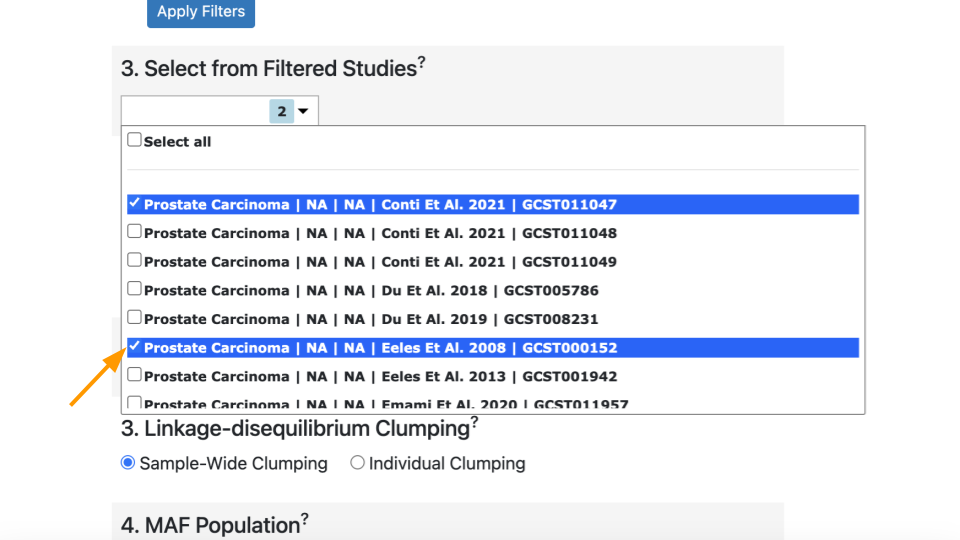 Apply Filters
3. Select from Filtered Studies?
2
Select all
Prostate Carcinoma | NA | NA | Conti Et Al. 2021 | GCST011047
Prostate Carcinoma | NA | NA | Conti Et Al. 2021 | GCST011048
Prostate Carcinoma | NA | NA | Conti Et Al. 2021 | GCST011049
Prostate Carcinoma | NA | NA | Du Et Al. 2018 | GCST005786
Prostate Carcinoma | NA | NA | Du Et Al. 2019 | GCST008231
Prostate Carcinoma | NA | NA | Eeles Et Al. 2008 | GCST000152
Prostate Carcinoma | NA | NA | Eeles Et Al. 2013 | GCST001942
Prostate Carcinoma | NA | NA | Emami Et Al. 2020 | GCST011957
3. Linkage-disequilibrium Clumping?
Sample-Wide Clumping Individual Clumping
4. MAF Population?